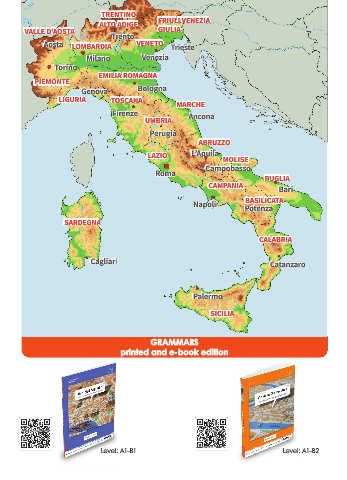 TRENTINO
ALTO ADIGE
Trento
FRIULI VENEZIA
GIULIA
VALLE D'AOSTA
Aosta
LOMBARDIA
Milano
VENETO
Venezia
Trieste
Torino
PIEMONTE
EMILIA ROMAGNA
Bologna
Genova
LIGURIA
TOSCANA
Firenze
MARCHE
Ancona
UMBRIA
Perugia
ABRUZZO
L'Aquila
LAZIO
Roma
MOLISE
Campobasso
CAMPANIA
Napoli
PUGLIA
Bari
BASILICATA
Potenza
SARDEGNA
Cagliari
CALABRIA
Catanzaro
Palermo
SICILIA
GRAMMARS
printed and e-book edition
Level: A1-B1
Level: A1-B2